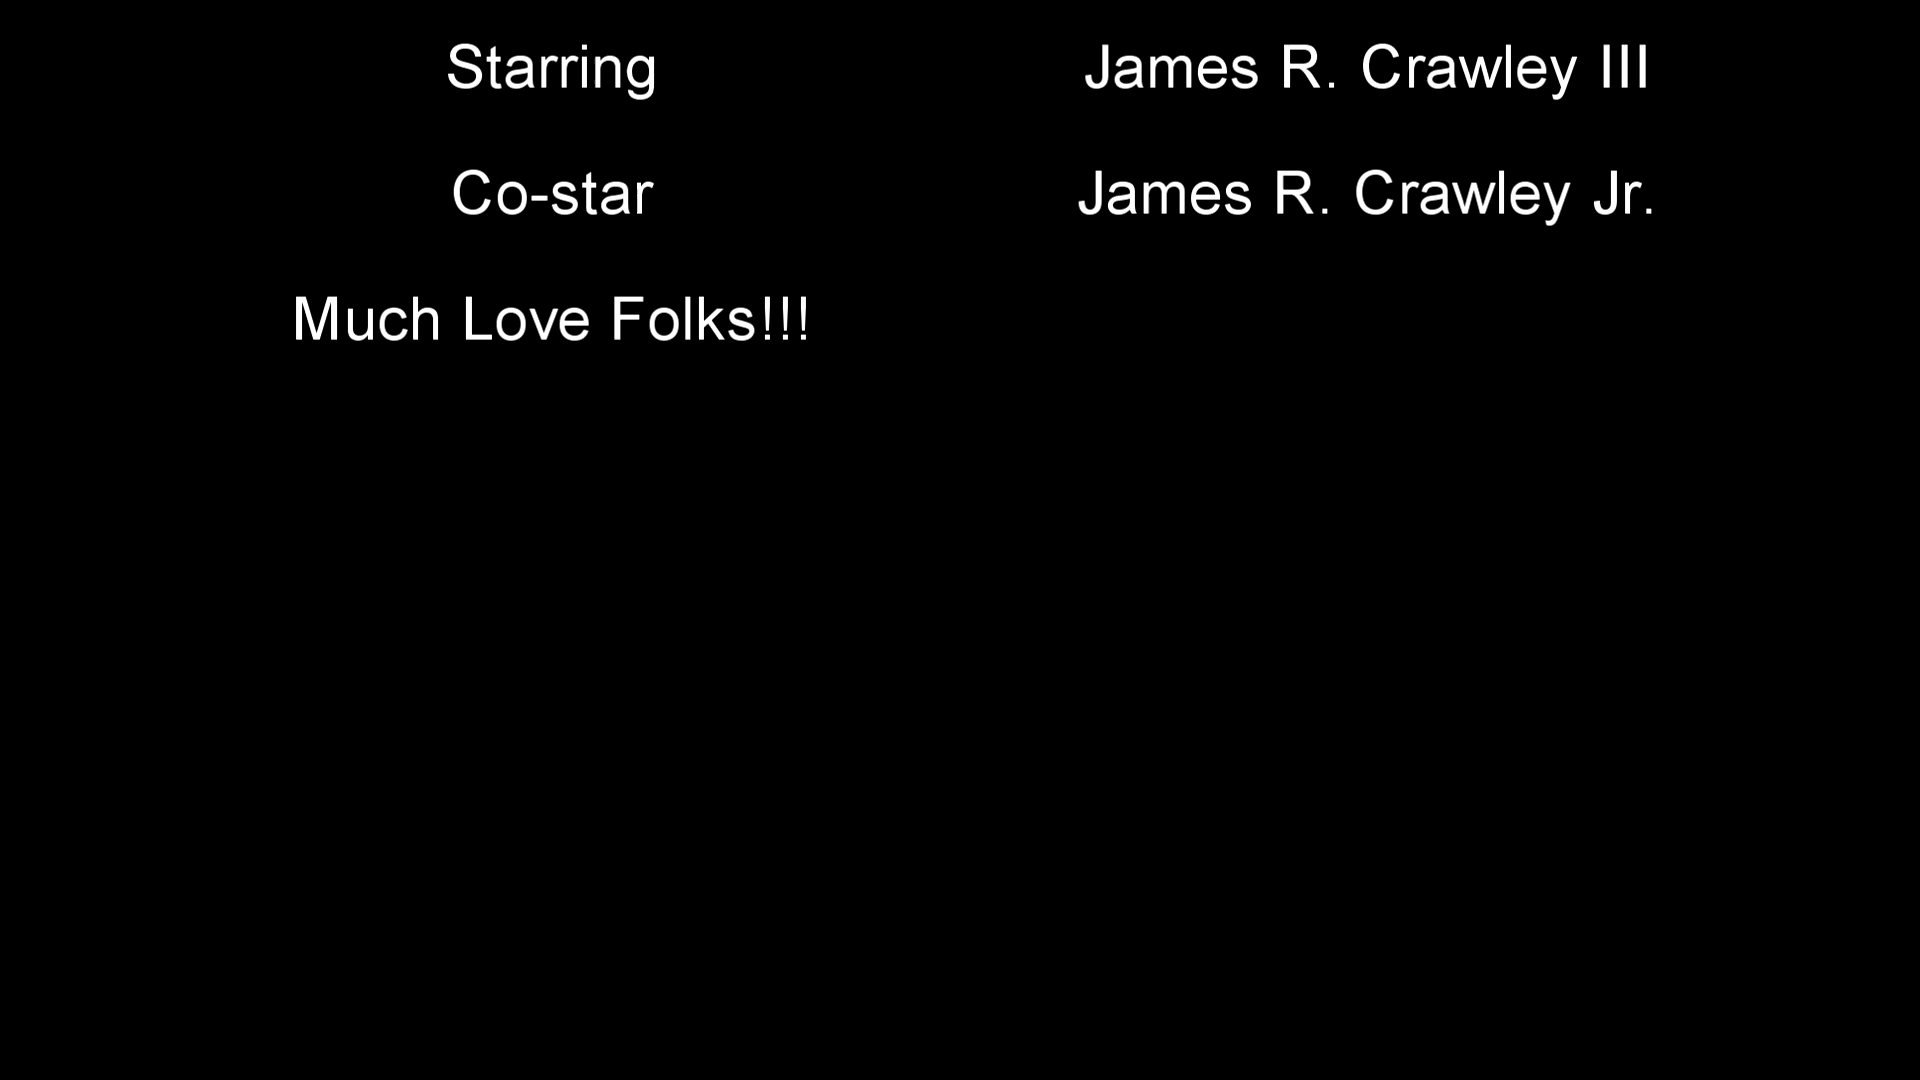 Starring James R. Crawley III
Co-star James R. Crawley Jr.
Much Love Folks!!!